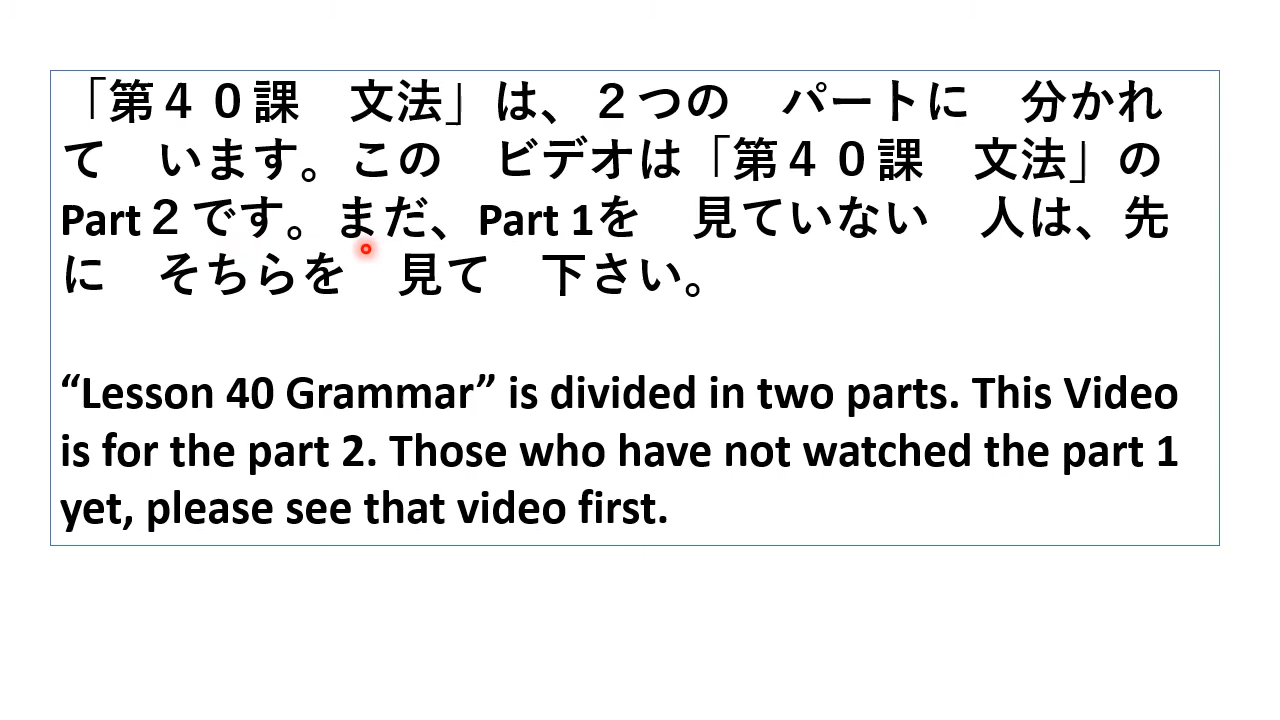 「第４０課　文法」は、２つの　パートに　分かれ
て　います。この　ビデオは「第４０課　文法」の
Part２です。まだ、Part 1を　見ていない　人は、先
に　そちらを　見て　下さい。
“Lesson 40 Grammar” is divided in two parts. This Video
is for the part 2. Those who have not watched the part 1
yet, please see that video first.